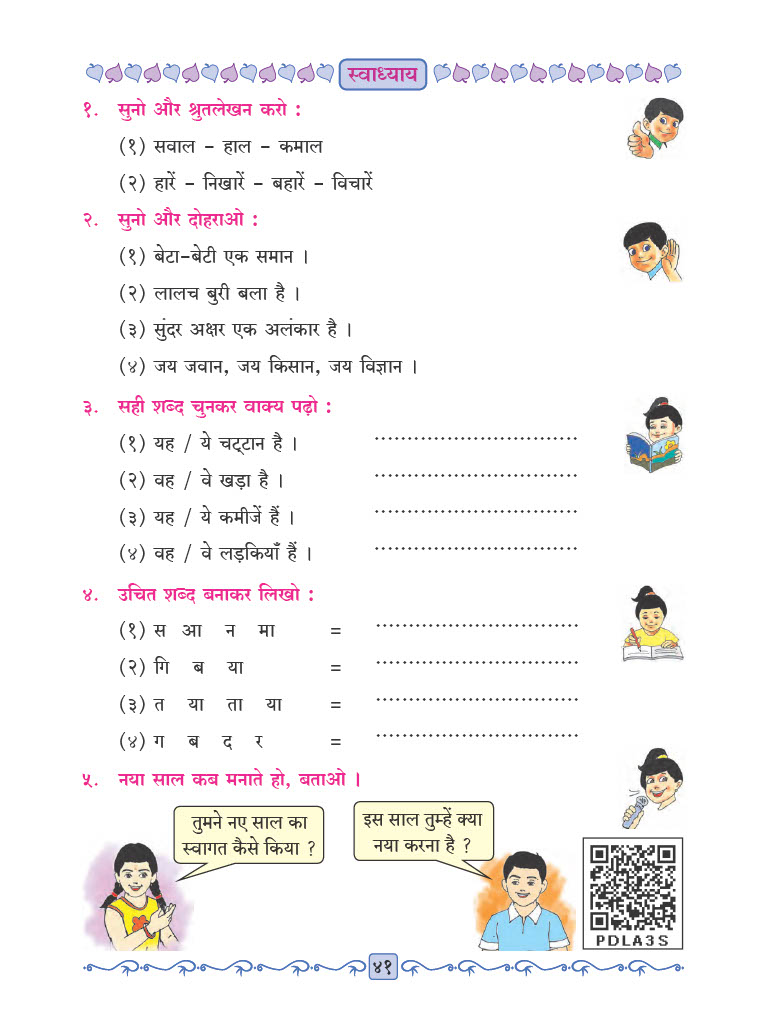 स्वाध्याय
१. सुनो और श्रुतलेखन करो :
(१) सवाल - हाल - कमाल
(२) हारें - निखारें - बहारें - विचारें
२. सुनो और दोहराओ :
(१) बेटा-बेटी एक समान ।
(२) लालच बुरी बला है ।
(३) सुंदर अक्षर एक अलंकार है ।
(४) जय जवान, जय किसान, जय विज्ञान ।
३. सही शब्द चुनकर वाक्य पढ़ो :
(१) यह / ये चट्टान है । ................................
(२) वह / वे खड़ा है । ................................
(३) यह / ये कमीजें हैं । ................................
(४) वह / वे लड़कियाँ हैं । ................................
४. उचित शब्द बनाकर लिखो :
(१) स आ न मा = ................................
(२) गि ब या = ................................
(३) त या ता या = ................................
(४) ग ब द र = ................................
५. नया साल कब मनाते हो, बताओ ।
तुमने नए साल का
स्वागत कैसे किया ?
इस साल तुम्हें क्या
नया करना है ?
PDLA3S
४१